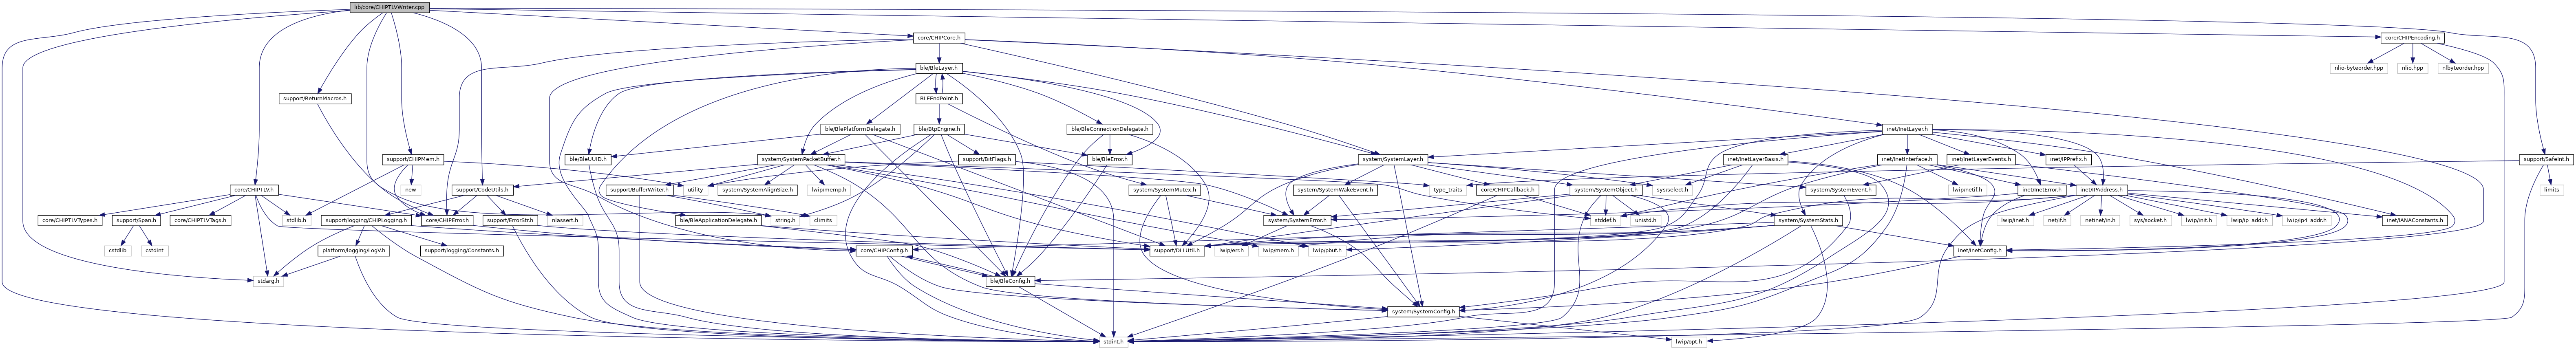 lib/core/CHIPTLVWriter.cpp
core/CHIPCore.h
core/CHIPEncoding.h
ble/BleLayer.h
nlio-byteorder.hpp
nlio.hpp
nlbyteorder.hpp
support/ReturnMacros.h
BLEEndPoint.h
ble/BlePlatformDelegate.h
ble/BtpEngine.h
ble/BleConnectionDelegate.h
inet/InetLayer.h
support/CHIPMem.h
ble/BleUUID.h
system/SystemPacketBuffer.h
support/BitFlags.h
ble/BleError.h
system/SystemLayer.h
inet/InetLayerBasis.h
inet/InetInterface.h
inet/InetLayerEvents.h
inet/IPPrefix.h
support/SafeInt.h
core/CHIPTLV.h
new
support/CodeUtils.h
support/BufferWriter.h
utility
system/SystemAlignSize.h
lwip/memp.h
system/SystemMutex.h
type_traits
system/SystemWakeEvent.h
core/CHIPCallback.h
system/SystemObject.h
sys/select.h
system/SystemEvent.h
lwip/netif.h
inet/InetError.h
inet/IPAddress.h
limits
core/CHIPTLVTypes.h
support/Span.h
core/CHIPTLVTags.h
stdlib.h
support/logging/CHIPLogging.h
core/CHIPError.h
support/ErrorStr.h
nlassert.h
ble/BleApplicationDelegate.h
string.h
climits
system/SystemError.h
stddef.h
unistd.h
system/SystemStats.h
lwip/inet.h
net/if.h
netinet/in.h
sys/socket.h
lwip/init.h
lwip/ip_addr.h
lwip/ip4_addr.h
inet/IANAConstants.h
cstdlib
cstdint
platform/logging/LogV.h
support/logging/Constants.h
core/CHIPConfig.h
support/DLLUtil.h
lwip/err.h
lwip/mem.h
lwip/pbuf.h
inet/InetConfig.h
stdarg.h
ble/BleConfig.h
system/SystemConfig.h
stdint.h
lwip/opt.h